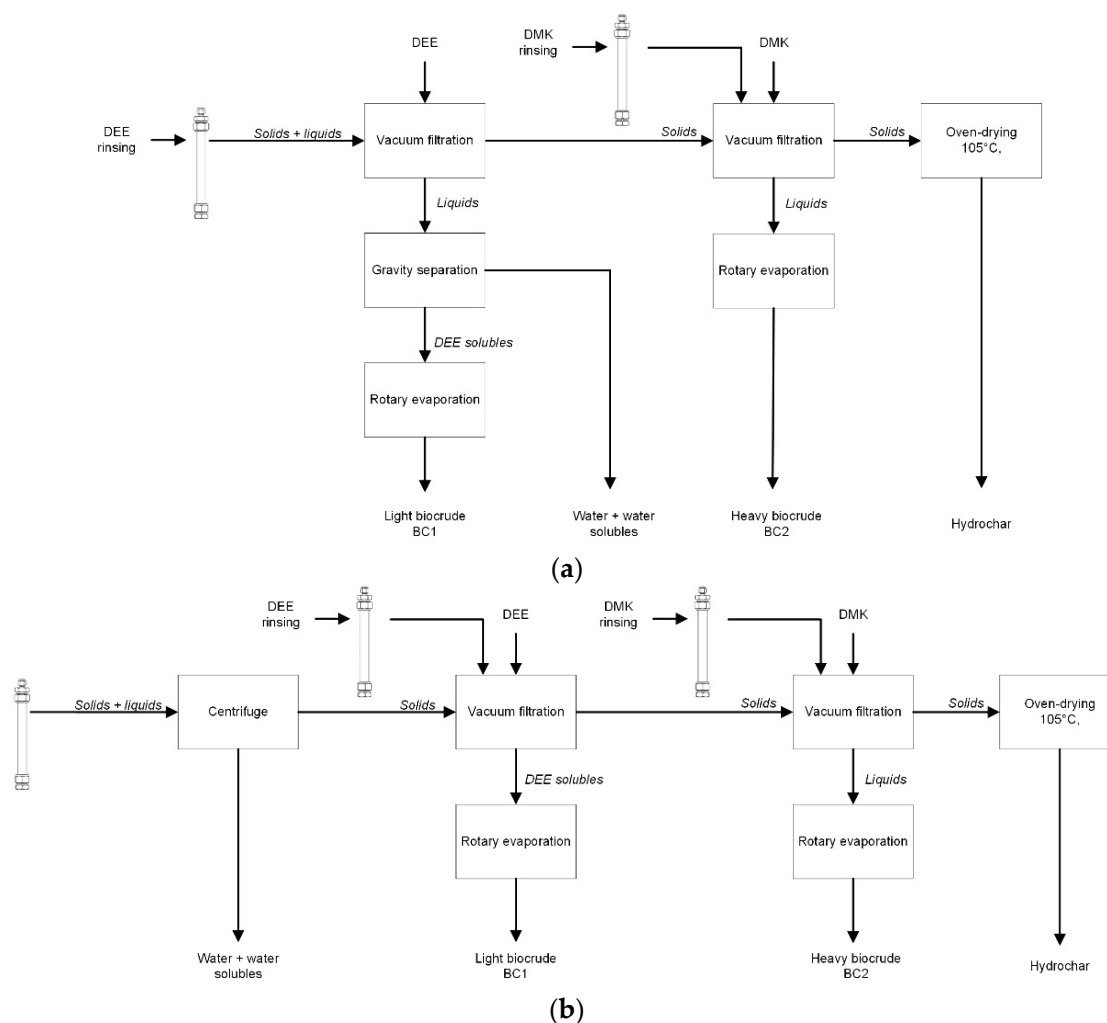 DEE
DMK
rinsing
DMK
DEE
rinsing
Solids + liquids
Vacuum filtration
Solids
Vacuum filtration
Solids
Oven-drying
105°C,
Liquids
Liquids
Gravity separation
Rotary evaporation
DEE solubles
Rotary evaporation
Light biocrude
BC1
Water + water
solubles
Heavy biocrude
BC2
Hydrochar
(a)
DEE
rinsing
DEE
DMK
rinsing
DMK
Solids + liquids
Centrifuge
Solids
Vacuum filtration
Solids
Vacuum filtration
Solids
Oven-drying
105°C,
DEE solubles
Liquids
Rotary evaporation
Rotary evaporation
Water + water
solubles
Light biocrude
BC1
Heavy biocrude
BC2
Hydrochar
(b)